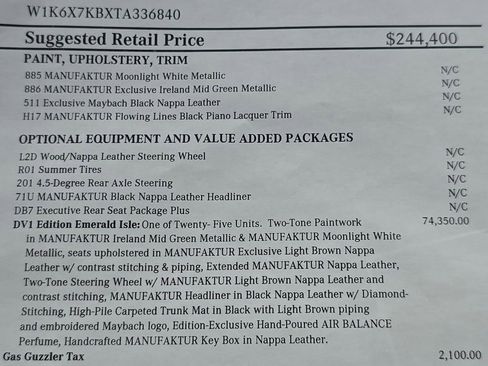 W1K6X7KBXTA336840
Suggested Retail Price $244,400
PAINT, UPHOLSTERY, TRIM
885 MANUFAKTUR Moonlight White Metallic N/C
886 MANUFAKTUR Exclusive Ireland Mid Green Metallic N/C
511 Exclusive Maybach Black Nappa Leather N/C
H17 MANUFAKTUR Flowing Lines Black Piano Lacquer Trim N/C
OPTIONAL EQUIPMENT AND VALUE ADDED PACKAGES
L2D Wood/Nappa Leather Steering Wheel N/C
R01 Summer Tires N/C
201 4.5-Degree Rear Axle Steering N/C
71U MANUFAKTUR Black Nappa Leather Headliner N/C
DB7 Executive Rear Seat Package Plus N/C
DV1 Edition Emerald Isle: One of Twenty- Five Units. Two-Tone Paintwork 74,350.00
in MANUFAKTUR Ireland Mid Green Metallic & MANUFAKTUR Moonlight White
Metallic, seats upholstered in MANUFAKTUR Exclusive Light Brown Nappa
Leather w/ contrast stitching & piping, Extended MANUFAKTUR Nappa Leather,
Two-Tone Steering Wheel w/ MANUFAKTUR Light Brown Nappa Leather and
contrast stitching, MANUFAKTUR Headliner in Black Nappa Leather w/ Diamond-
Stitching, High-Pile Carpeted Trunk Mat in Black with Light Brown piping
and embroidered Maybach logo, Edition-Exclusive Hand-Poured AIR BALANCE
Perfume, Handcrafted MANUFAKTUR Key Box in Nappa Leather.
Gas Guzzler Tax 2,100.00